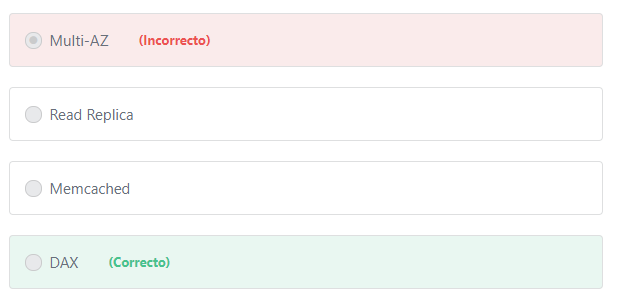 Multi-AZ (Incorrecto)
Read Replica
Memcached
DAX (Correcto)